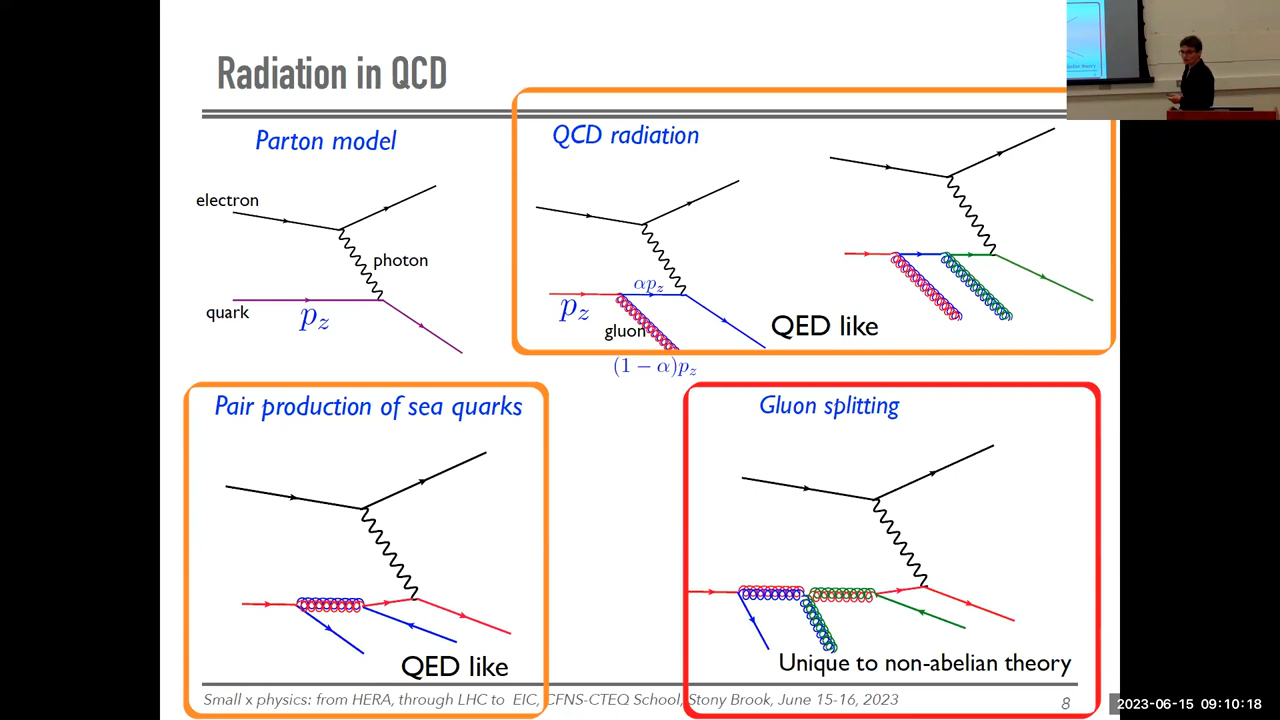 Radiation in QCD
Parton model
electron
photon
quark
p_z
QCD radiation
αp_z
p_z
gluon
(1 − α)p_z
QED like
Pair production of sea quarks
QED like
Gluon splitting
Unique to non-abelian theory
Small x physics: from HERA, through LHC to EIC, CFNS-CTEQ School, Stony Brook, June 15-16, 2023
8
2023-06-15 09:10:18